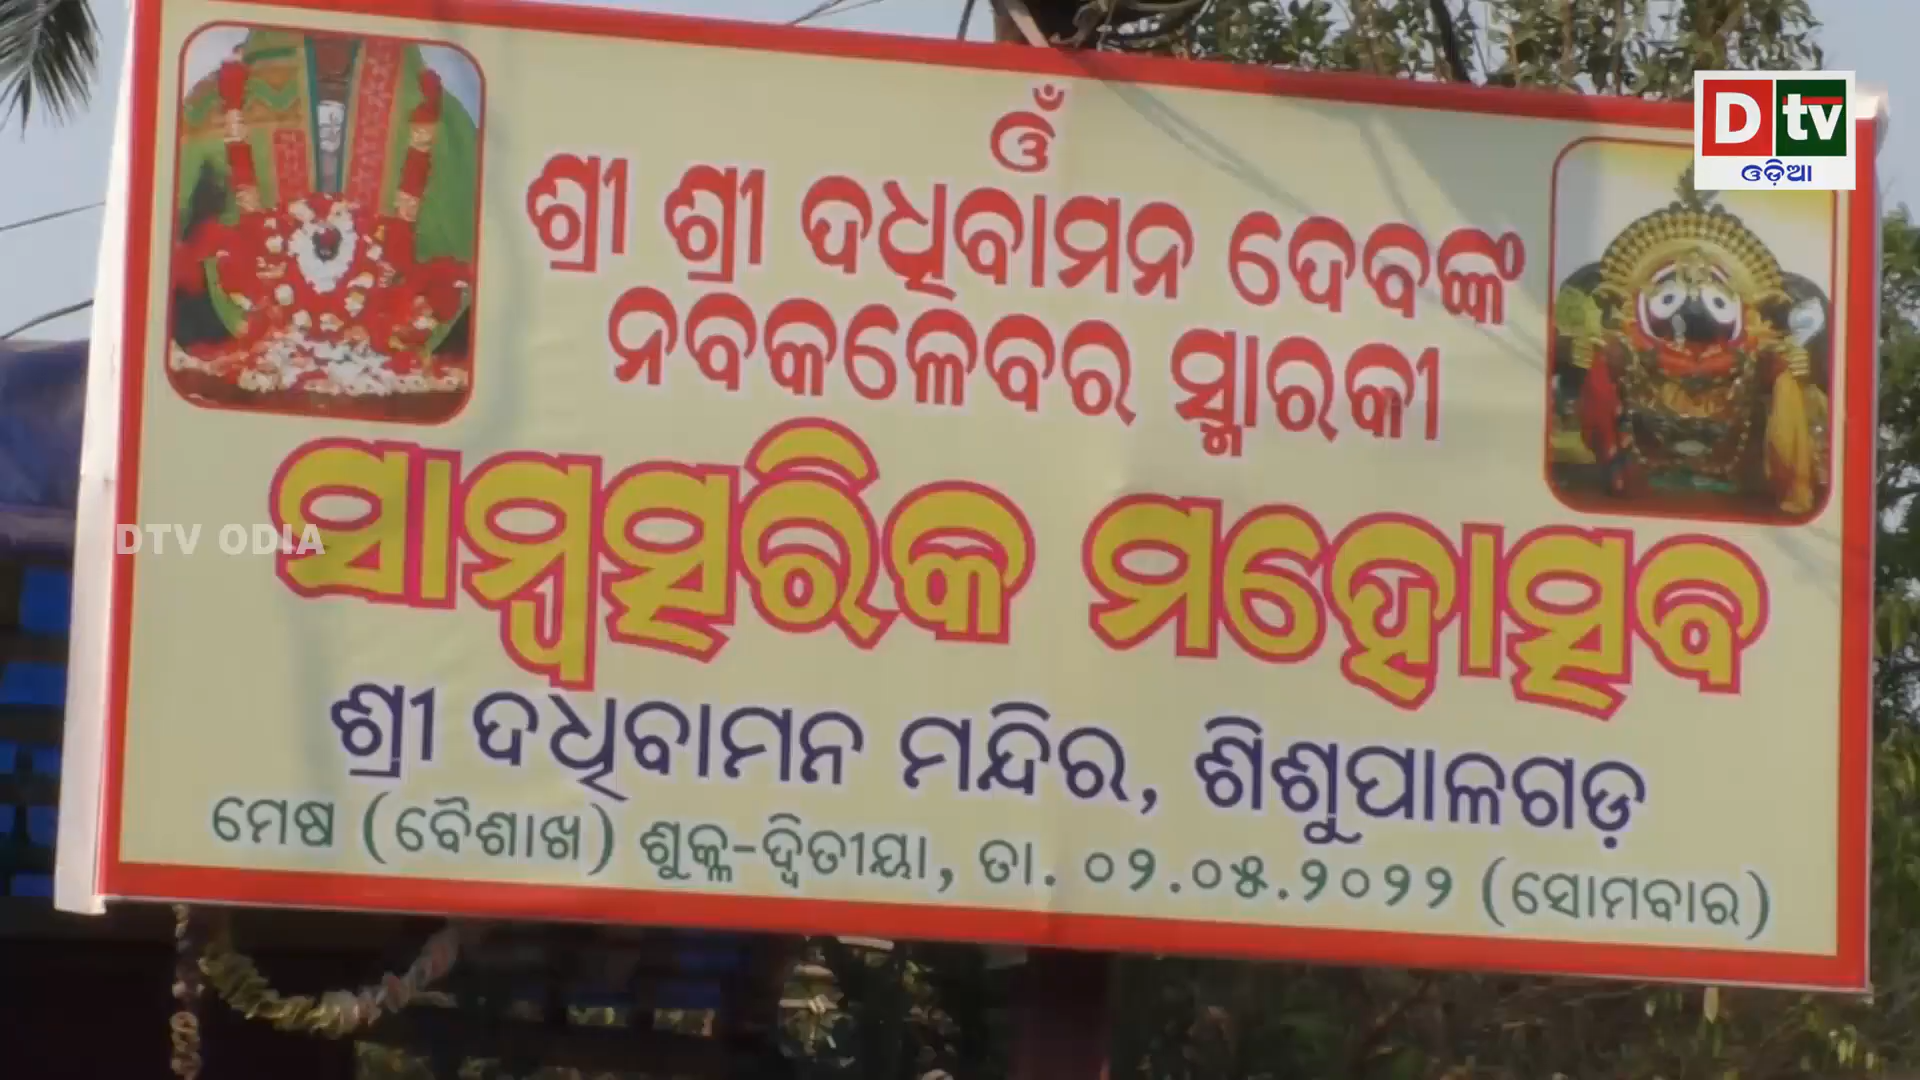 ଓଁ
ଶ୍ରୀ ଶ୍ରୀ ଦଧିବାମନ ଦେବଙ୍କ
ନବକଳେବର ସ୍ମାରକୀ
ସାମ୍ବତ୍ସରିକ ମହୋତ୍ସବ
ଶ୍ରୀ ଦଧିବାମନ ମନ୍ଦିର, ଶିଶୁପାଳଗଡ଼
ମେଷ (ବୈଶାଖ) ଶୁକ୍ଳ-ଦ୍ୱିତୀୟା, ତା. ୦୨.୦୫.୨୦୨୨ (ସୋମବାର)
Dtv
ଓଡ଼ିଆ
DTV ODIA